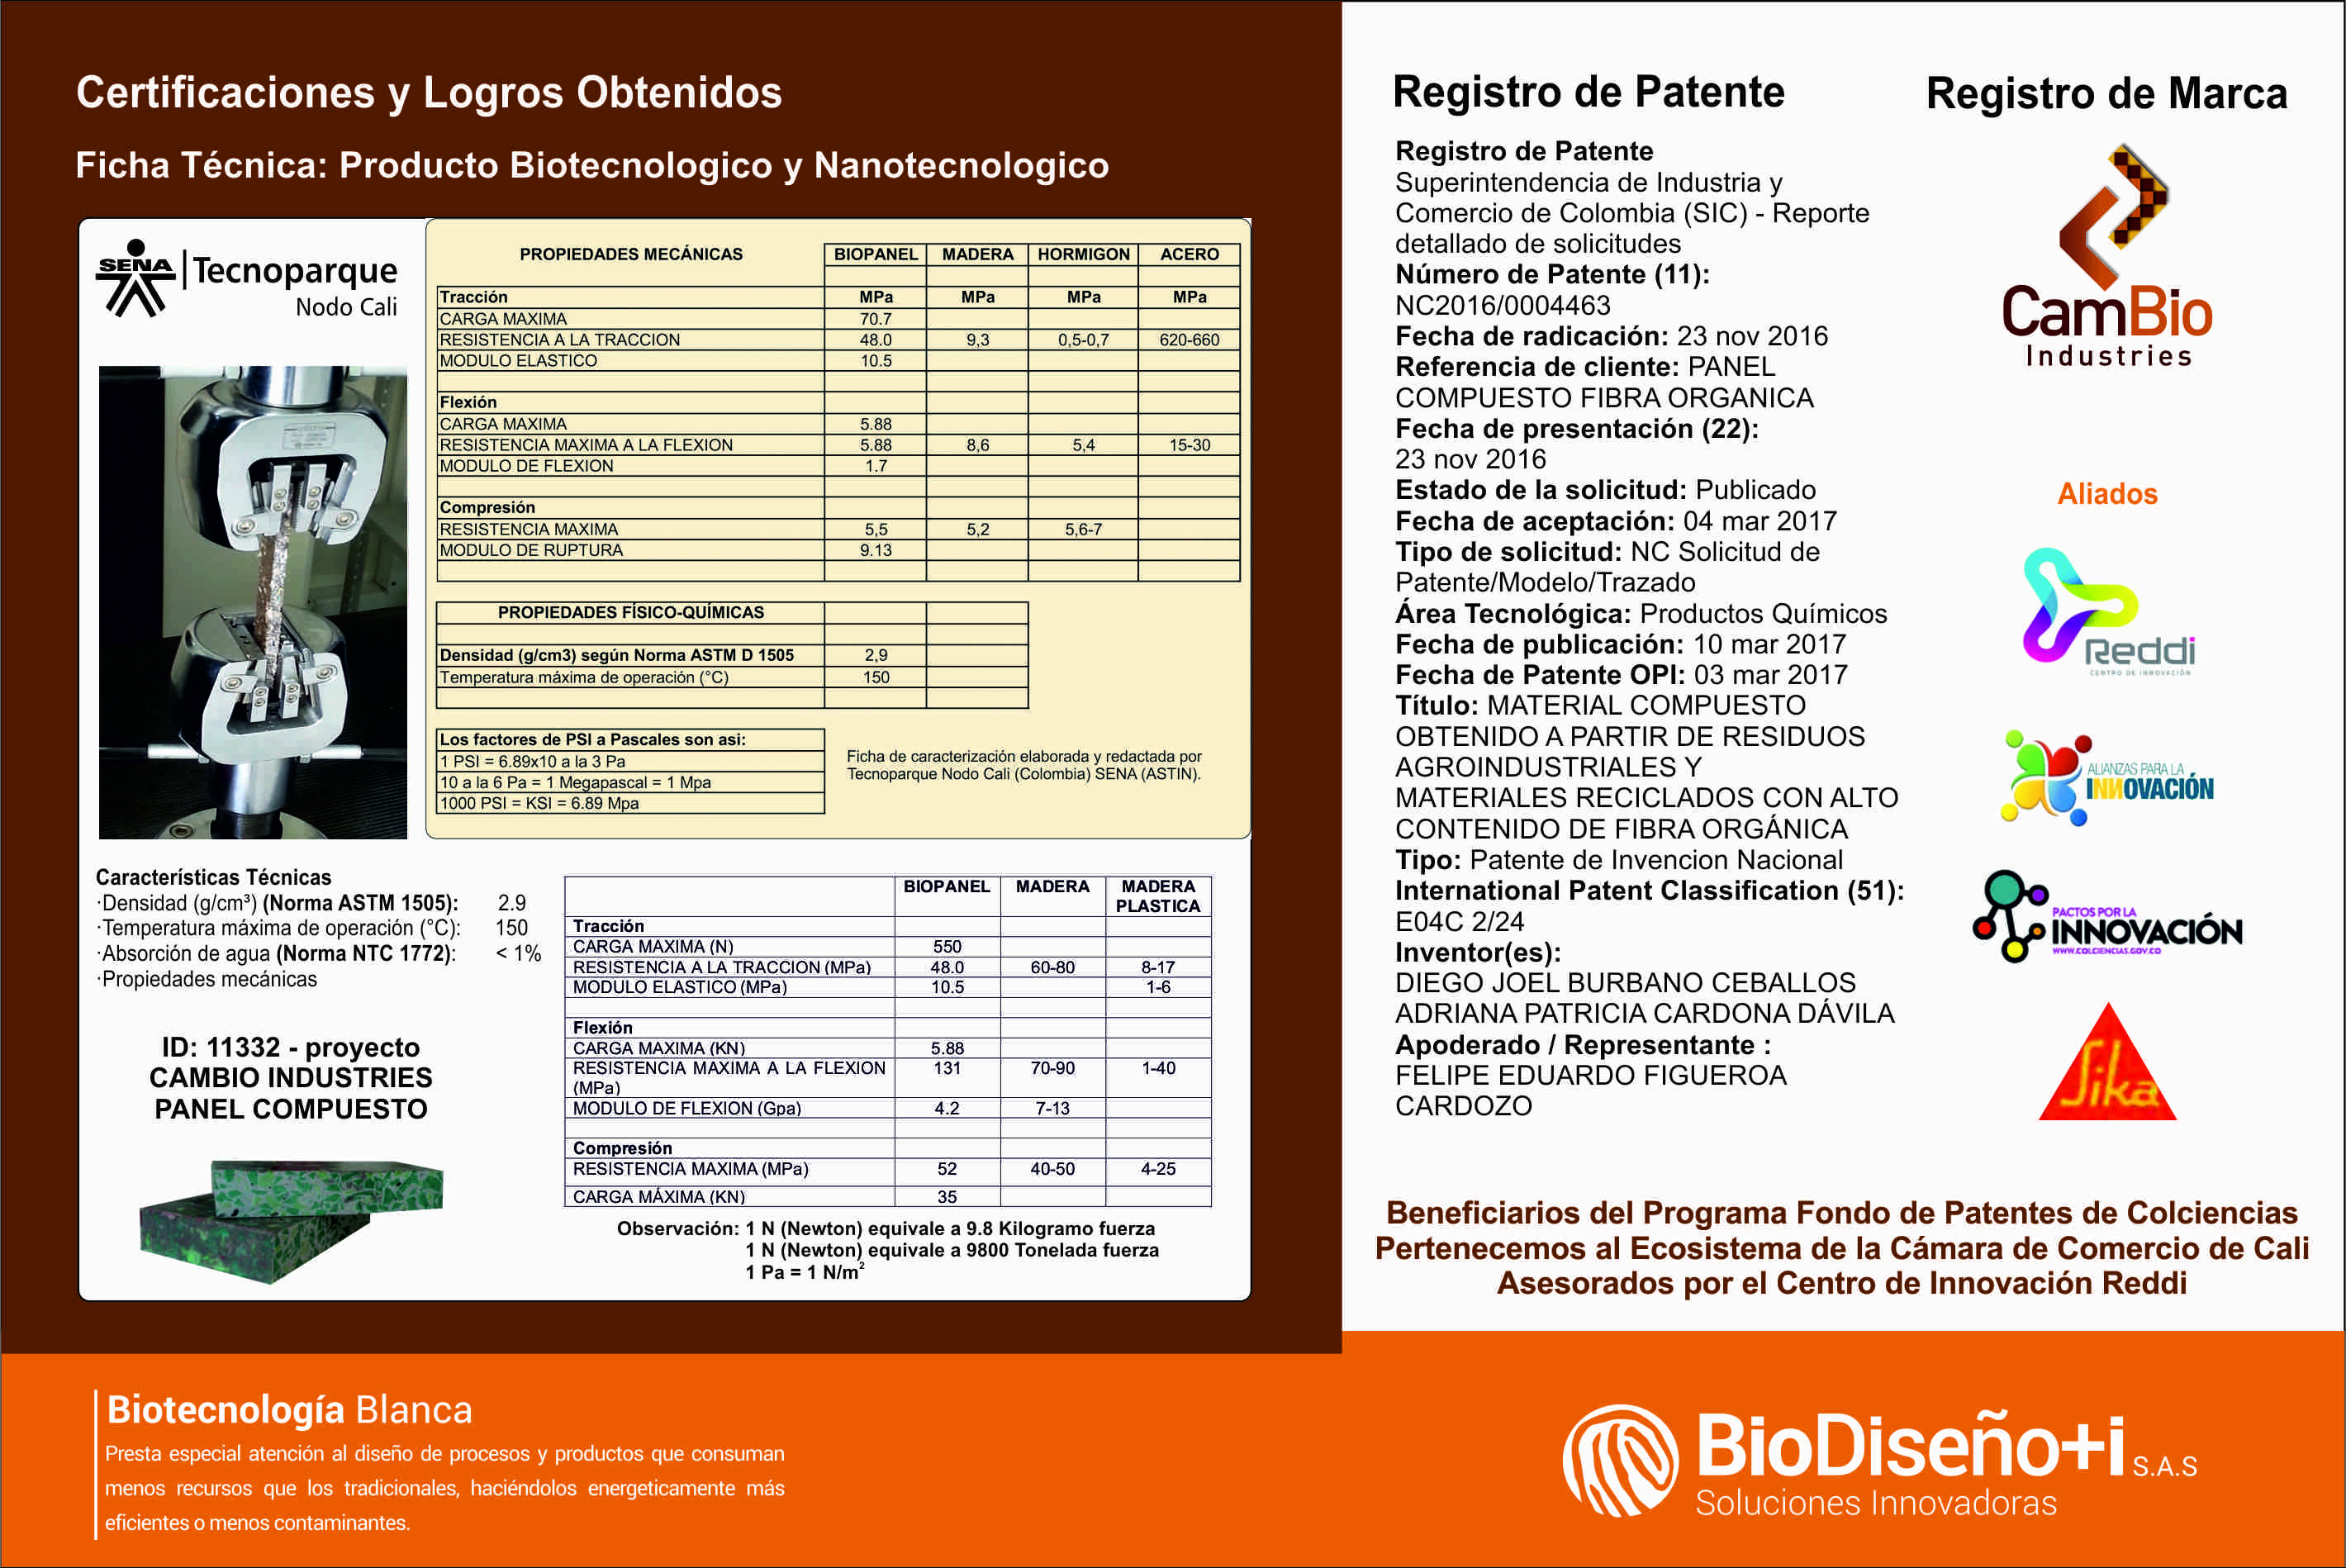 Certificaciones y Logros Obtenidos
Ficha Técnica: Producto Biotecnologico y Nanotecnologico
SENA Tecnoparque
Nodo Cali
PROPIEDADES MECÁNICAS BIOPANEL MADERA HORMIGON ACERO
Tracción MPa MPa MPa MPa
CARGA MAXIMA 70.7
RESISTENCIA A LA TRACCION 48.0 9,3 0,5-0,7 620-660
MODULO ELASTICO 10.5
Flexión
CARGA MAXIMA 5.88
RESISTENCIA MAXIMA A LA FLEXION 5.88 8,6 5,4 15-30
MODULO DE FLEXION 1.7
Compresión
RESISTENCIA MAXIMA 5,5 5,2 5,6-7
MODULO DE RUPTURA 9.13
PROPIEDADES FÍSICO-QUÍMICAS
Densidad (g/cm3) según Norma ASTM D 1505 2,9
Temperatura máxima de operación (°C) 150
Los factores de PSI a Pascales son asi:
1 PSI = 6.89x10 a la 3 Pa
10 a la 6 Pa = 1 Megapascal = 1 Mpa
1000 PSI = KSI = 6.89 Mpa
Ficha de caracterización elaborada y redactada por
Tecnoparque Nodo Cali (Colombia) SENA (ASTIN).
Características Técnicas
·Densidad (g/cm³) (Norma ASTM 1505): 2.9
·Temperatura máxima de operación (°C): 150
·Absorción de agua (Norma NTC 1772): < 1%
·Propiedades mecánicas
ID: 11332 - proyecto
CAMBIO INDUSTRIES
PANEL COMPUESTO
BIOPANEL MADERA MADERA
PLASTICA
Tracción
CARGA MAXIMA (N) 550
RESISTENCIA A LA TRACCION (MPa) 48.0 60-80 8-17
MODULO ELASTICO (MPa) 10.5 1-6
Flexión
CARGA MAXIMA (KN) 5.88
RESISTENCIA MAXIMA A LA FLEXION 131 70-90 1-40
(MPa)
MODULO DE FLEXION (Gpa) 4.2 7-13
Compresión
RESISTENCIA MAXIMA (MPa) 52 40-50 4-25
CARGA MÁXIMA (KN) 35
Observación: 1 N (Newton) equivale a 9.8 Kilogramo fuerza
1 N (Newton) equivale a 9800 Tonelada fuerza
1 Pa = 1 N/m²
Registro de Patente
Registro de Patente
Superintendencia de Industria y
Comercio de Colombia (SIC) - Reporte
detallado de solicitudes
Número de Patente (11):
NC2016/0004463
Fecha de radicación: 23 nov 2016
Referencia de cliente: PANEL
COMPUESTO FIBRA ORGANICA
Fecha de presentación (22):
23 nov 2016
Estado de la solicitud: Publicado
Fecha de aceptación: 04 mar 2017
Tipo de solicitud: NC Solicitud de
Patente/Modelo/Trazado
Área Tecnológica: Productos Químicos
Fecha de publicación: 10 mar 2017
Fecha de Patente OPI: 03 mar 2017
Título: MATERIAL COMPUESTO
OBTENIDO A PARTIR DE RESIDUOS
AGROINDUSTRIALES Y
MATERIALES RECICLADOS CON ALTO
CONTENIDO DE FIBRA ORGÁNICA
Tipo: Patente de Invencion Nacional
International Patent Classification (51):
E04C 2/24
Inventor(es):
DIEGO JOEL BURBANO CEBALLOS
ADRIANA PATRICIA CARDONA DÁVILA
Apoderado / Representante :
FELIPE EDUARDO FIGUEROA
CARDOZO
Registro de Marca
CamBio
Industries
Aliados
Reddi
CENTRO DE INNOVACIÓN
ALIANZAS PARA LA
INNOVACIÓN
PACTOS POR LA
INNOVACIÓN
WWW.COLCIENCIAS.GOV.CO
Sika
Beneficiarios del Programa Fondo de Patentes de Colciencias
Pertenecemos al Ecosistema de la Cámara de Comercio de Cali
Asesorados por el Centro de Innovación Reddi
Biotecnología Blanca
Presta especial atención al diseño de procesos y productos que consuman
menos recursos que los tradicionales, haciéndolos energeticamente más
eficientes o menos contaminantes.
BioDiseño+i S.A.S
Soluciones Innovadoras